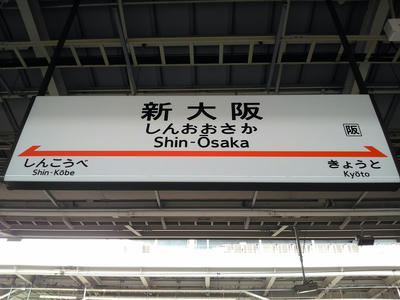 新大阪
しんおおさか
Shin-Ōsaka
阪
しんこうべ
Shin-Kōbe
きょうと
Kyōto